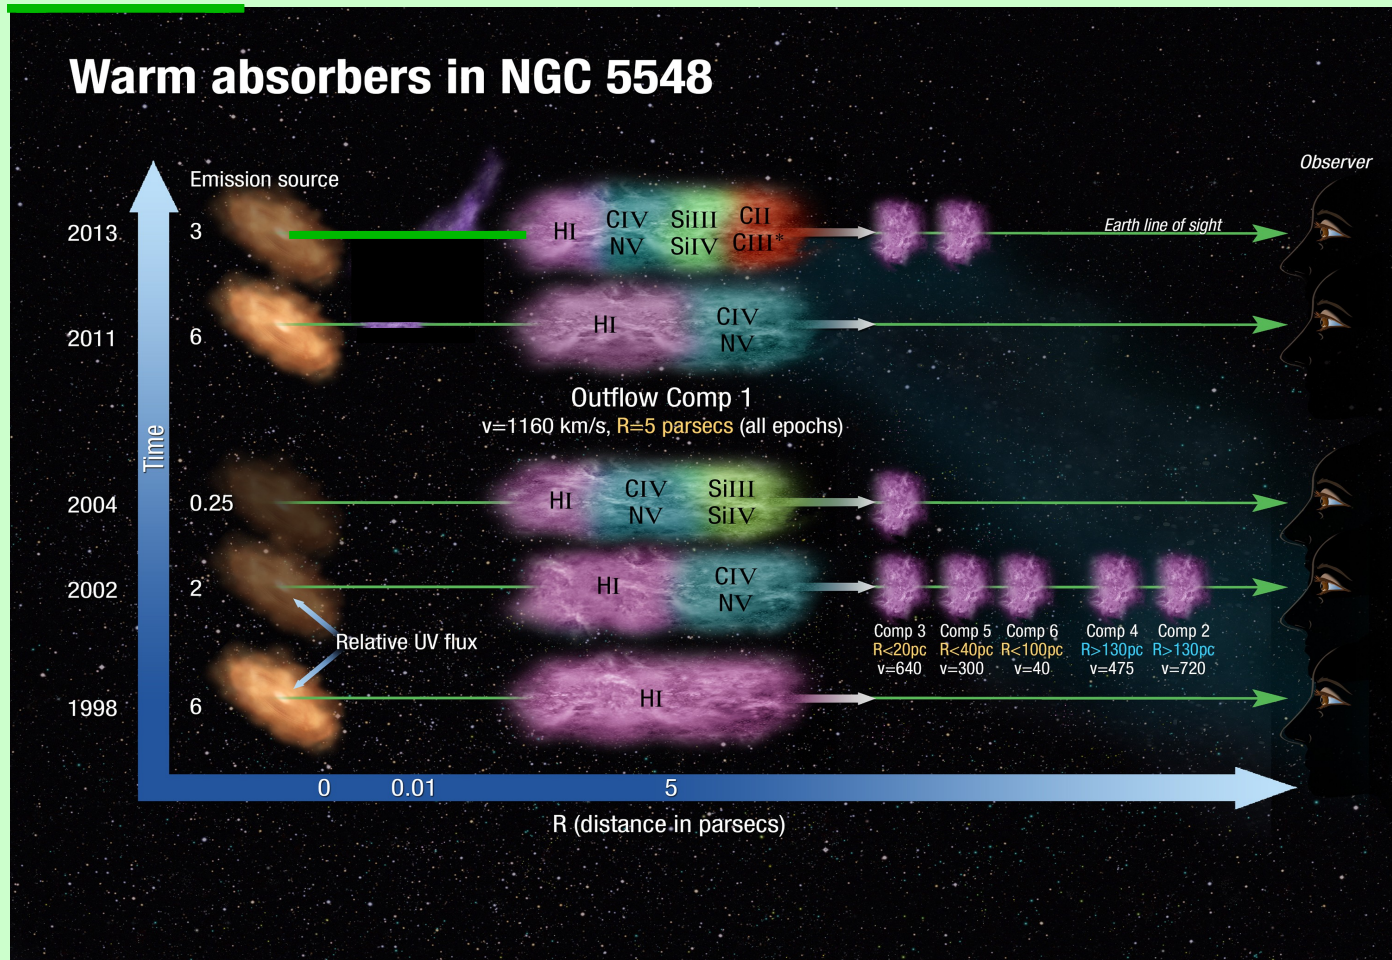 Warm absorbers in NGC 5548
Observer
Emission source
2013
3
HI
CIV
NV
SiIII
SiIV
CII
CIII*
Earth line of sight
2011
6
HI
CIV
NV
Outflow Comp 1
v=1160 km/s, R=5 parsecs (all epochs)
Time
2004
0.25
HI
CIV
NV
SiIII
SiIV
2002
2
HI
CIV
NV
Relative UV flux
Comp 3
R<20pc
v=640
Comp 5
R<40pc
v=300
Comp 6
R<100pc
v=40
Comp 4
R>130pc
v=475
Comp 2
R>130pc
v=720
1998
6
HI
0 0.01 5
R (distance in parsecs)